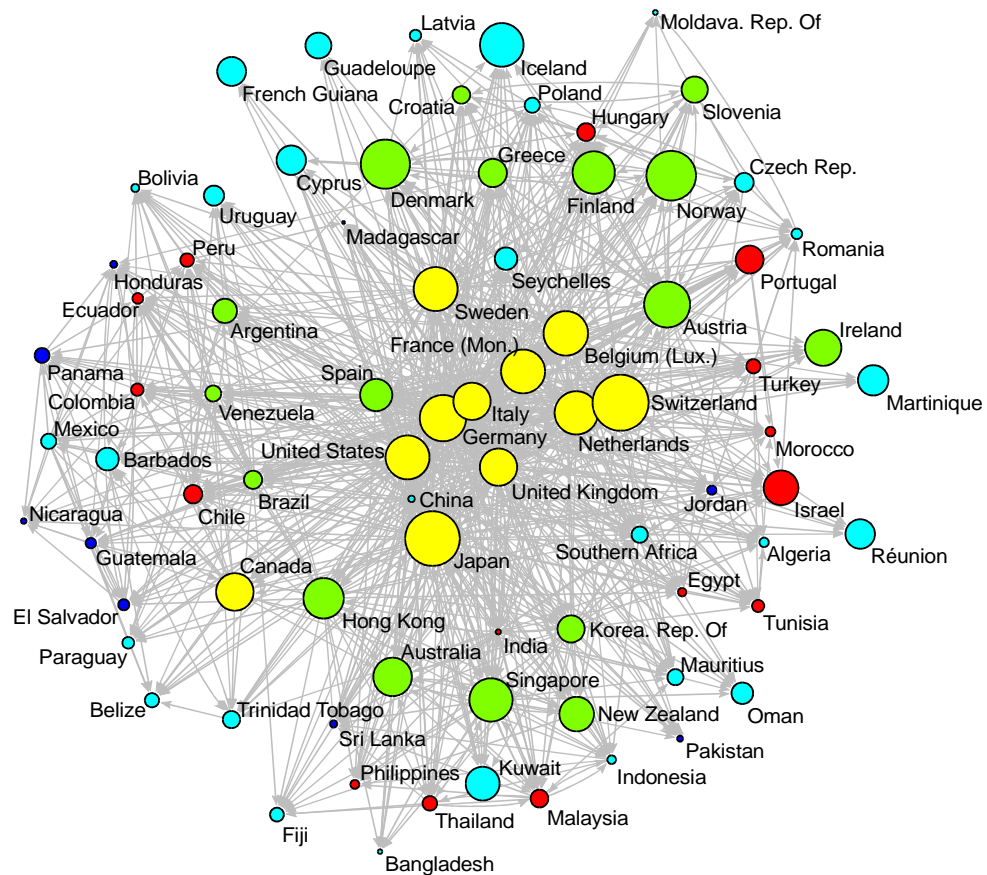 Moldava. Rep. Of
Latvia
Guadeloupe
Iceland
French Guiana
Poland
Croatia
Slovenia
Hungary
Greece
Czech Rep.
Bolivia
Cyprus
Denmark
Finland
Norway
Uruguay
Madagascar
Romania
Peru
Honduras
Seychelles
Portugal
Ecuador
Sweden
Argentina
Austria
Ireland
France (Mon.)
Belgium (Lux.)
Panama
Spain
Turkey
Colombia
Venezuela
Switzerland
Martinique
Italy
Mexico
Germany
Netherlands
Morocco
United States
Barbados
United Kingdom
Brazil
China
Jordan
Israel
Chile
Nicaragua
Guatemala
Southern Africa
Algeria
Réunion
Japan
Canada
Egypt
El Salvador
Hong Kong
Tunisia
Korea. Rep. Of
India
Paraguay
Australia
Mauritius
Singapore
Belize
Trinidad Tobago
New Zealand
Oman
Sri Lanka
Pakistan
Philippines
Kuwait
Indonesia
Fiji
Thailand
Malaysia
Bangladesh